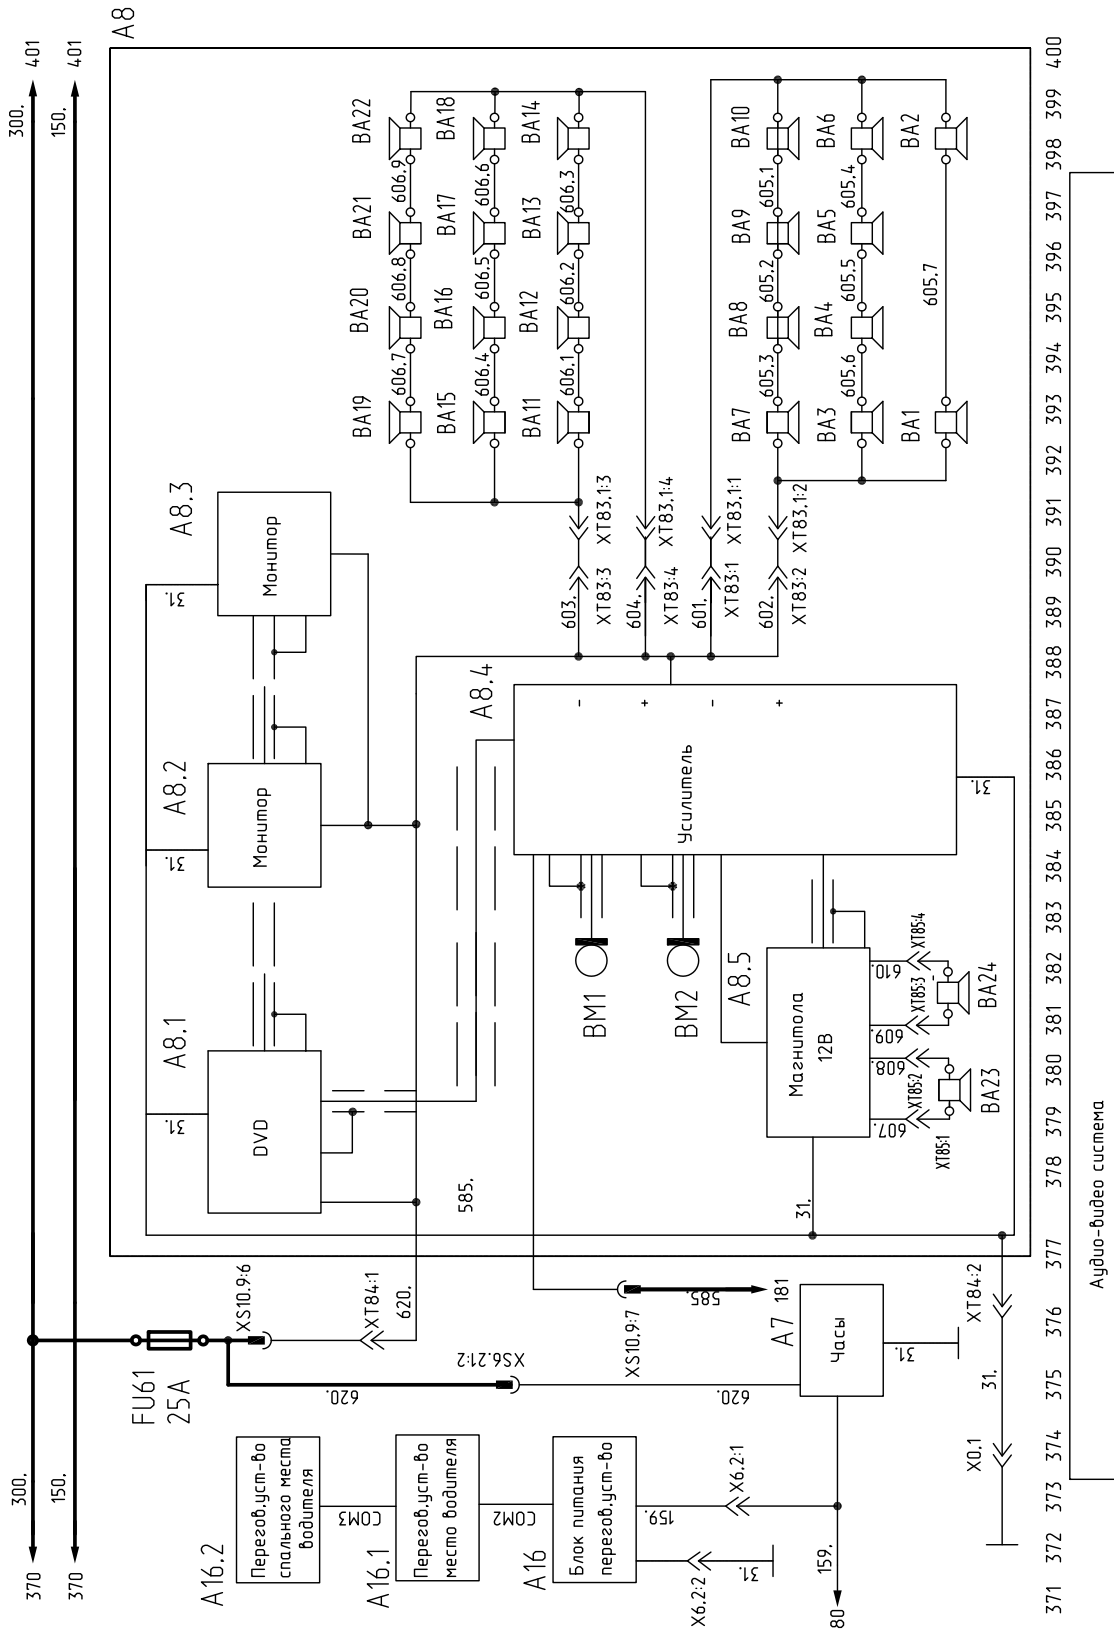 300.
401
150.
401
A8
300.
370
150.
370
FU61
25A
XS10.9:6
XT84:1
620.
XS6.21:2
620.
620.
A16.2
Перегов.уст-во
спального места
водителя
COM3
A16.1
Перегов.уст-во
место водителя
COM2
A16
Блок питания
перегов.уст-во
159.
X6.2:1
X6.2:2
31.
159.
80
A7
Часы
31.
XS10.9:7
585.
181
585.
X0.1
31.
XT84:2
A8.1
DVD
31.
A8.2
Монитор
31.
A8.3
Монитор
31.
A8.4
Усилитель
-
+
-
+
31.
BM1
BM2
A8.5
Магнитола
12В
31.
607.
XT85:1
608.
XT85:2
BA23
609.
XT85:3
610.
XT85:4
-
BA24
603.
XT83:3
XT83.1:3
604.
XT83:4
XT83.1:4
601.
XT83:1
XT83.1:1
602.
XT83:2
XT83.1:2
BA19
606.7
BA20
606.8
BA21
606.9
BA22
BA15
606.4
BA16
606.5
BA17
606.6
BA18
BA11
606.1
BA12
606.2
BA13
606.3
BA14
BA7
605.3
BA8
605.2
BA9
605.1
BA10
BA3
605.6
BA4
605.5
BA5
605.4
BA6
BA1
605.7
BA2
371
372
373
374
375
376
377
378
379
380
381
382
383
384
385
386
387
388
389
390
391
392
393
394
395
396
397
398
399
400
Аудио-видео система